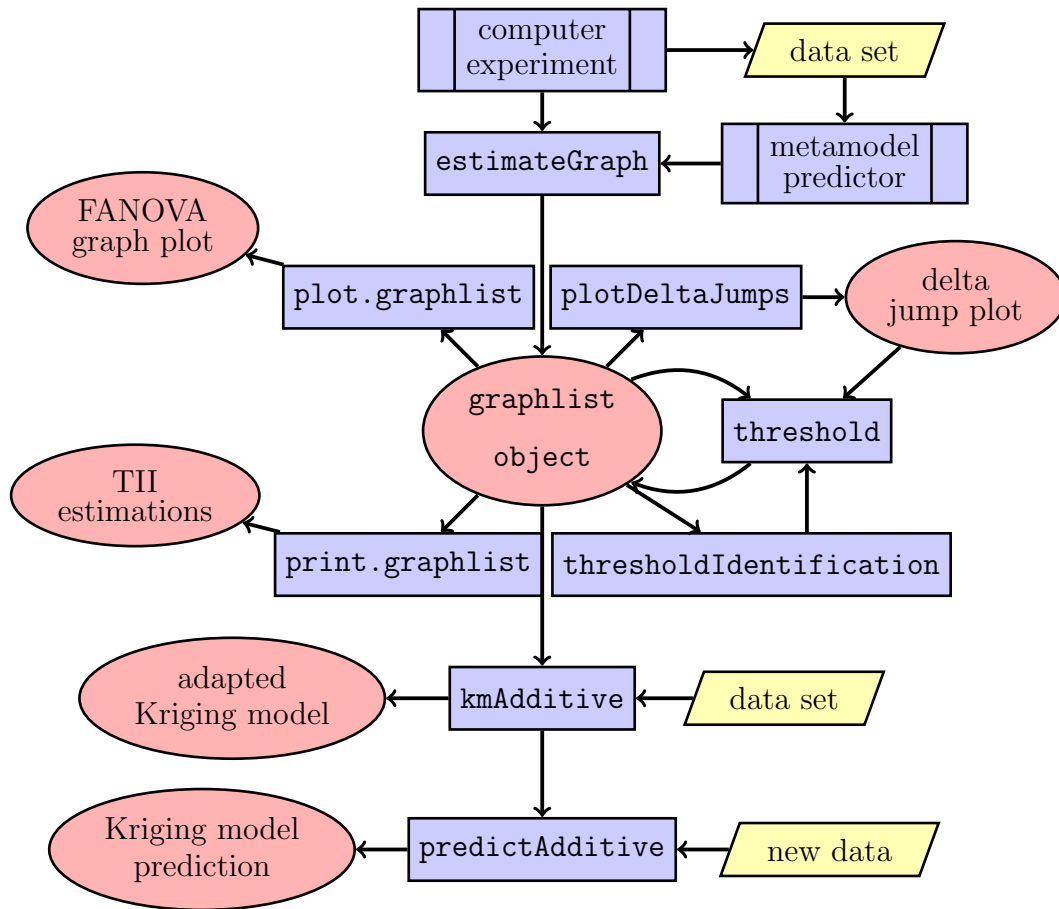 computer
experiment
data set
estimateGraph
metamodel
predictor
FANOVA
graph plot
plot.graphlist
plotDeltaJumps
delta
jump plot
graphlist
object
threshold
TII
estimations
print.graphlist
thresholdIdentification
adapted
Kriging model
kmAdditive
data set
Kriging model
prediction
predictAdditive
new data